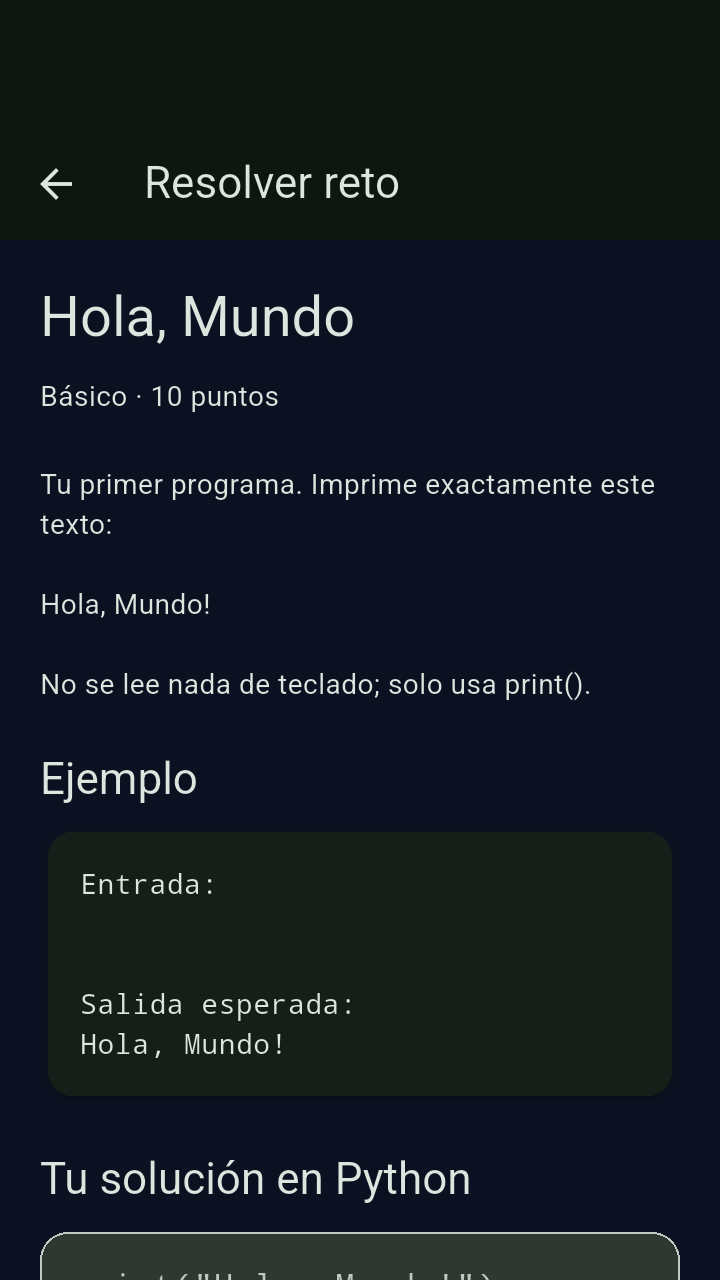 Resolver reto
Hola, Mundo
Básico · 10 puntos
Tu primer programa. Imprime exactamente este
texto:
Hola, Mundo!
No se lee nada de teclado; solo usa print().
Ejemplo
Entrada:
Salida esperada:
Hola, Mundo!
Tu solución en Python